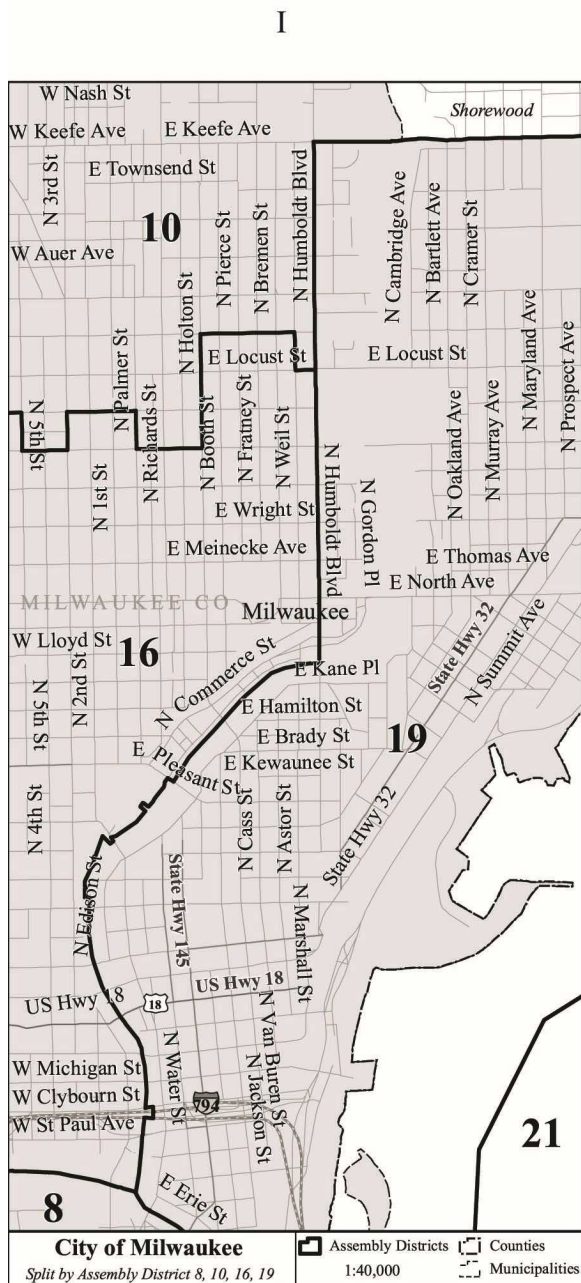 I
W Nash St
Shorewood
W Keefe Ave
E Keefe Ave
N 3rd St
E Townsend St
N Humboldt Blvd
10
N Pierce St
N Bremen St
N Cambridge Ave
N Bartlett Ave
N Cramer St
W Auer Ave
N Holton St
N Palmer St
E Locust St
E Locust St
N Maryland Ave
N Prospect Ave
N 5th St
N Richards St
N Booth St
N Fratney St
N Weil St
N Oakland Ave
N Murray Ave
N 1st St
N Humboldt Blvd
N Gordon Pl
E Wright St
E Meinecke Ave
E Thomas Ave
E North Ave
MILWAUKEE CO
Milwaukee
State Hwy 32
N Summit Ave
W Lloyd St
16
N 2nd St
N Commerce St
E Kane Pl
N 5th St
E Hamilton St
E Brady St
19
E Pleasant St
E Kewaunee St
N 4th St
N Cass St
N Astor St
State Hwy 32
N Edison St
State Hwy 145
N Marshall St
US Hwy 18
18
US Hwy 18
N Van Buren St
W Michigan St
N Water St
N Jackson St
W Clybourn St
794
W St Paul Ave
21
8
E Erie St
City of Milwaukee
Split by Assembly District 8, 10, 16, 19
Assembly Districts
Counties
1:40,000
Municipalities